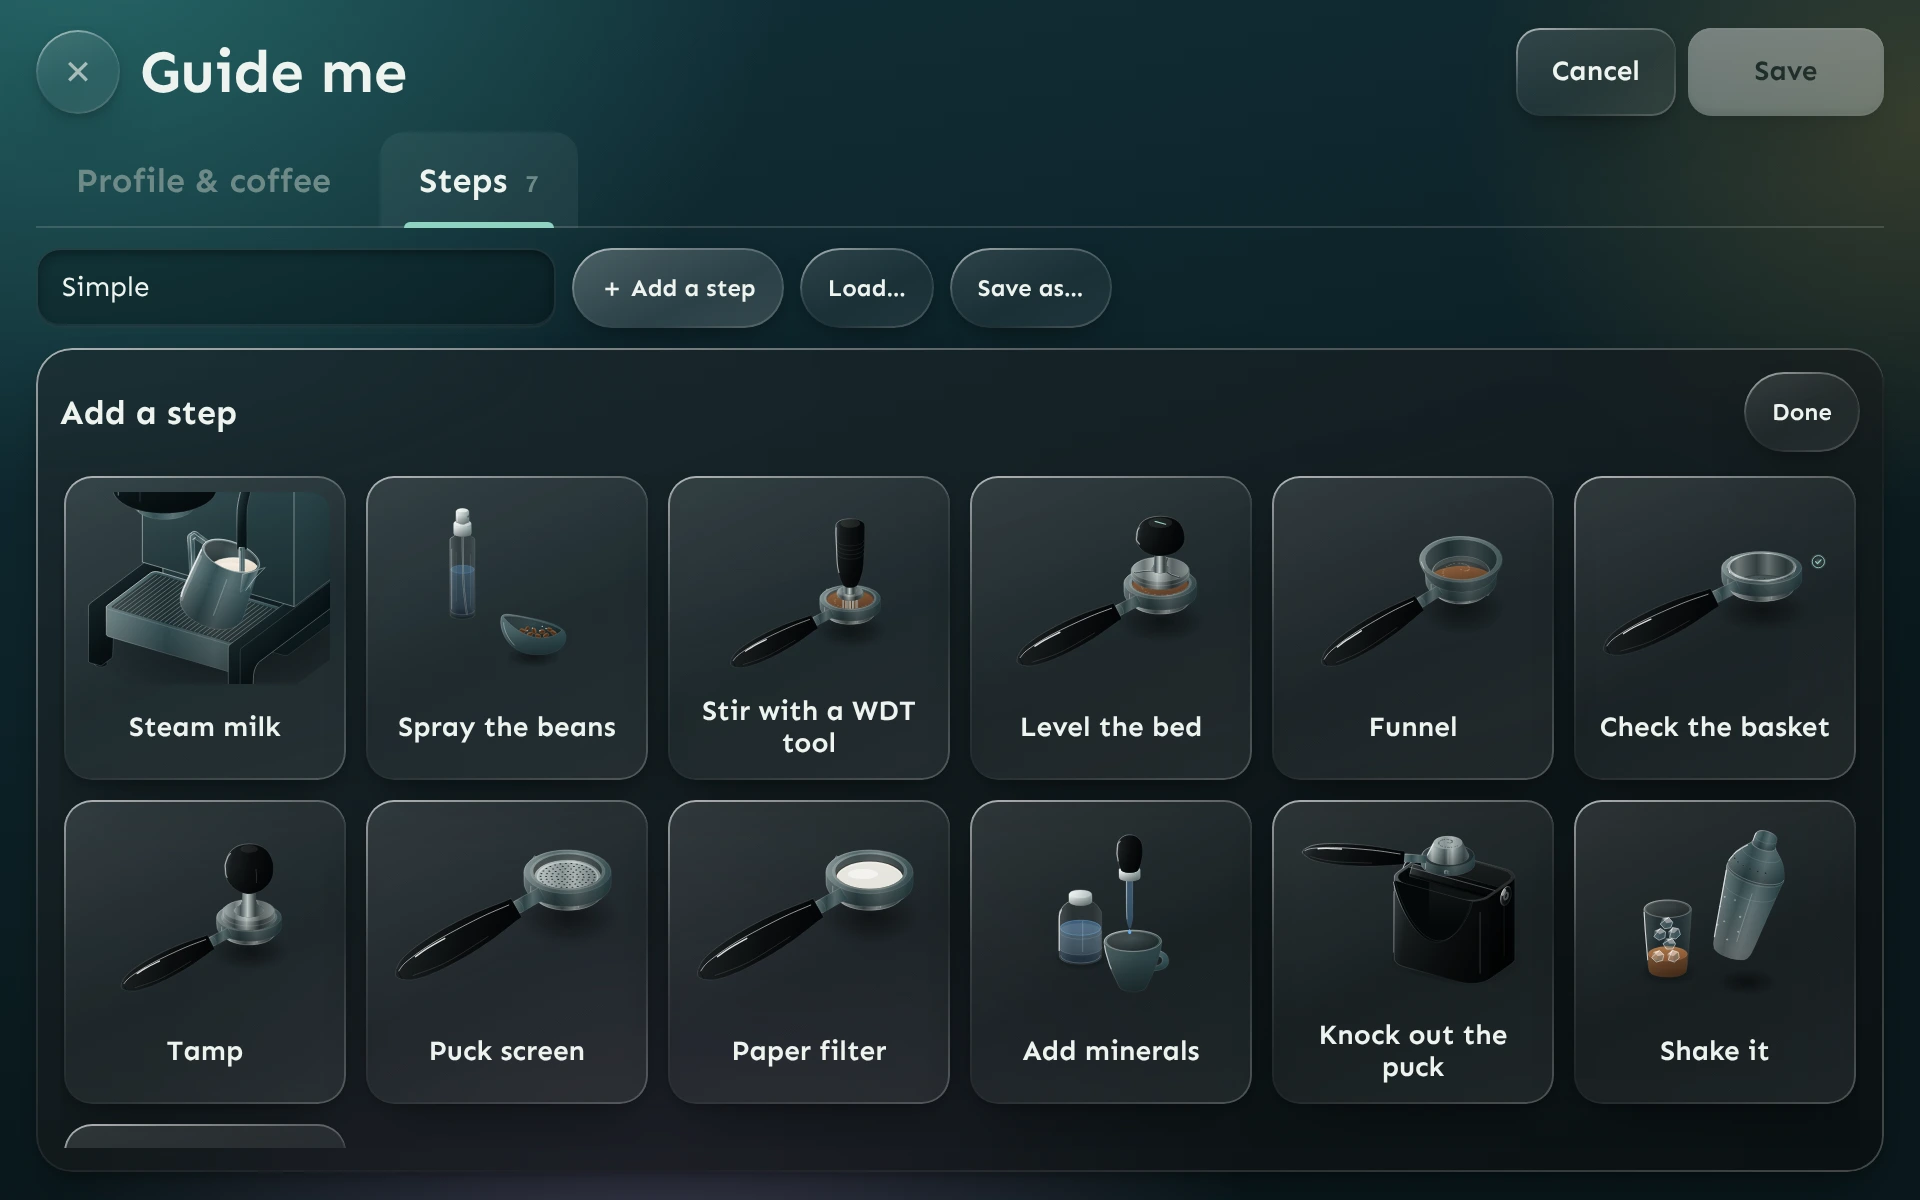 Guide me
Cancel
Save
Profile & coffee
Steps 7
Simple
+ Add a step
Load...
Save as...
Add a step
Done
Steam milk
Spray the beans
Stir with a WDT
tool
Level the bed
Funnel
Check the basket
Tamp
Puck screen
Paper filter
Add minerals
Knock out the
puck
Shake it